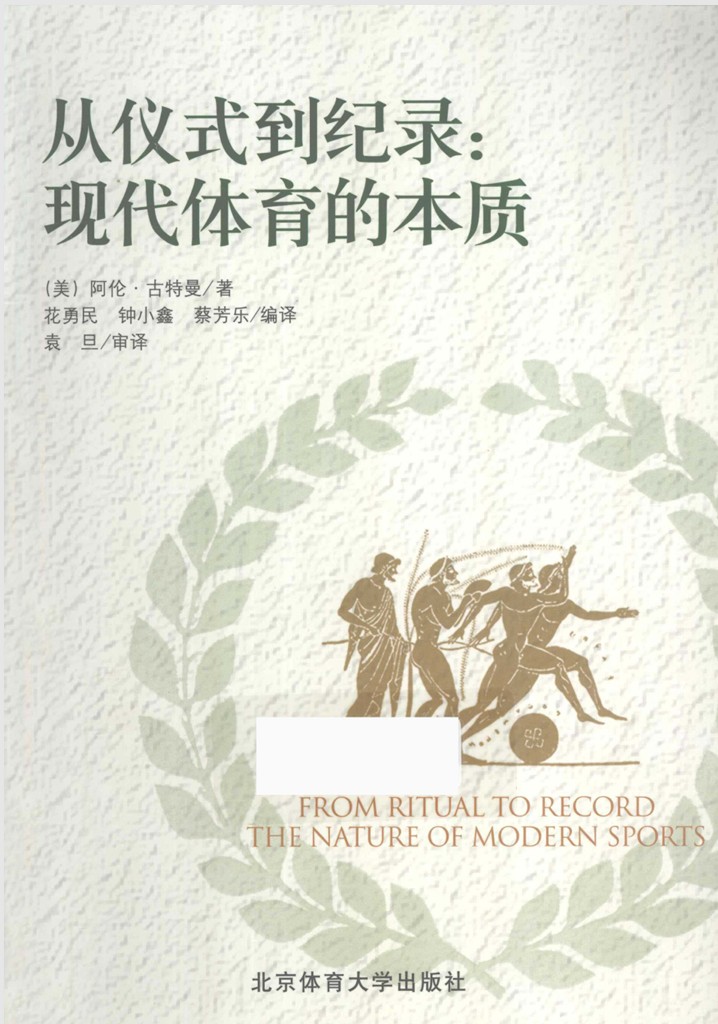 从仪式到纪录：
现代体育的本质
（美）阿伦·古特曼/著
花勇民 钟小鑫 蔡芳乐/编译
袁 旦/审译
FROM RITUAL TO RECORD
THE NATURE OF MODERN SPORTS
北京体育大学出版社